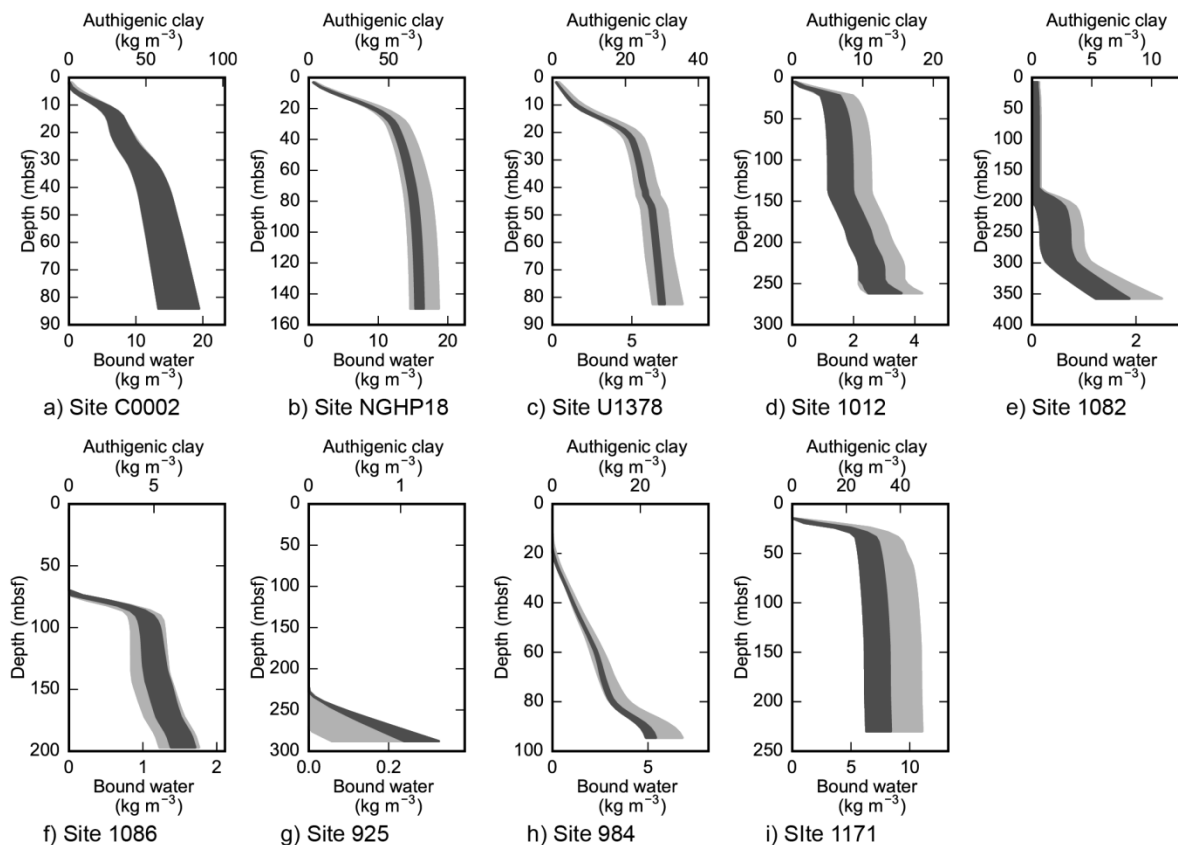 Authigenic clay
(kg m⁻³)
0 50 100
0
10
20
30
40
50
60
70
80
90
Depth (mbsf)
0 10 20
Bound water
(kg m⁻³)
a) Site C0002
Authigenic clay
(kg m⁻³)
0 50
0
20
40
60
80
100
120
140
160
Depth (mbsf)
0 10 20
Bound water
(kg m⁻³)
b) Site NGHP18
Authigenic clay
(kg m⁻³)
0 20 40
0
10
20
30
40
50
60
70
80
90
Depth (mbsf)
5 10
Bound water
(kg m⁻³)
c) Site U1378
Authigenic clay
(kg m⁻³)
0 10 20
0
50
100
150
200
250
300
Depth (mbsf)
0 2 4
Bound water
(kg m⁻³)
d) Site 1012
Authigenic clay
(kg m⁻³)
0 5 10
0
50
100
150
200
250
300
350
400
Depth (mbsf)
0 2
Bound water
(kg m⁻³)
e) Site 1082
Authigenic clay
(kg m⁻³)
0 5
0
50
100
150
200
Depth (mbsf)
0 1 2
Bound water
(kg m⁻³)
f) Site 1086
Authigenic clay
(kg m⁻³)
0 1
0
50
100
150
200
250
300
Depth (mbsf)
0.0 0.2
Bound water
(kg m⁻³)
g) Site 925
Authigenic clay
(kg m⁻³)
0 20
0
20
40
60
80
100
Depth (mbsf)
0 5
Bound water
(kg m⁻³)
h) Site 984
Authigenic clay
(kg m⁻³)
0 20 40
0
50
100
150
200
250
Depth (mbsf)
0 5 10
Bound water
(kg m⁻³)
i) SIte 1171